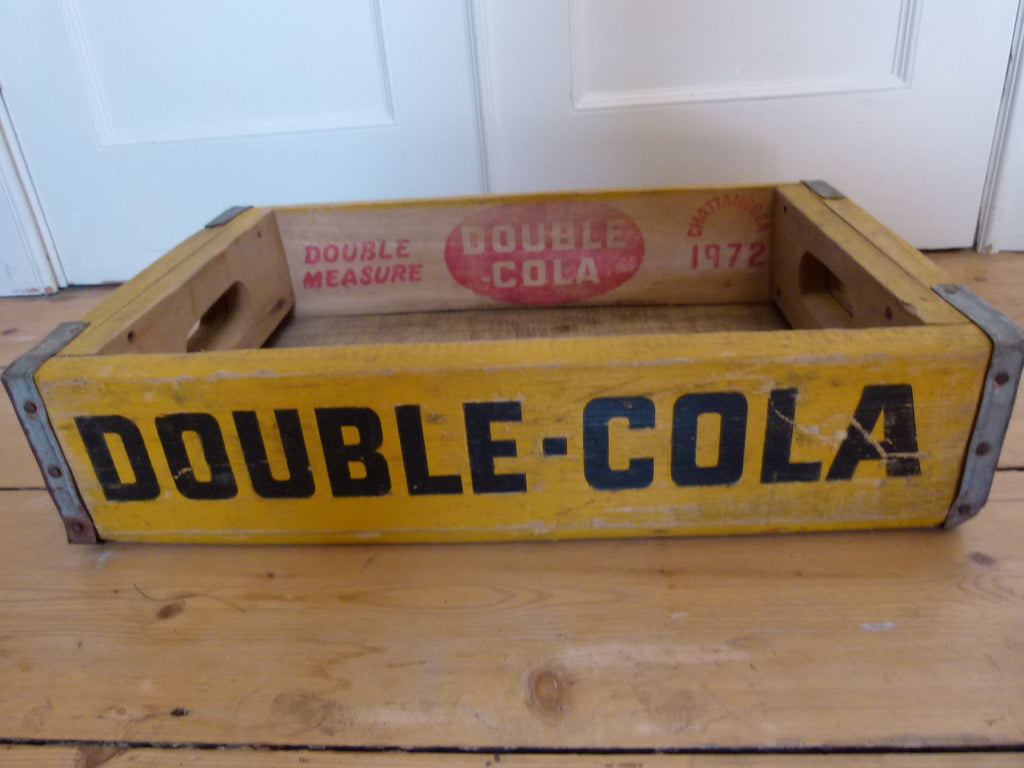 DOUBLE
MEASURE
DOUBLE
-COLA
CHATTANOOGA
1972
DOUBLE-COLA